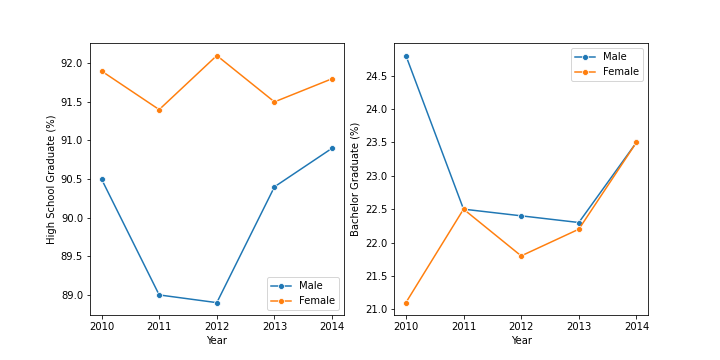 High School Graduate (%)
92.0
91.5
91.0
90.5
90.0
89.5
89.0
2010 2011 2012 2013 2014
Year
Male
Female
Bachelor Graduate (%)
24.5
24.0
23.5
23.0
22.5
22.0
21.5
21.0
2010 2011 2012 2013 2014
Year
Male
Female